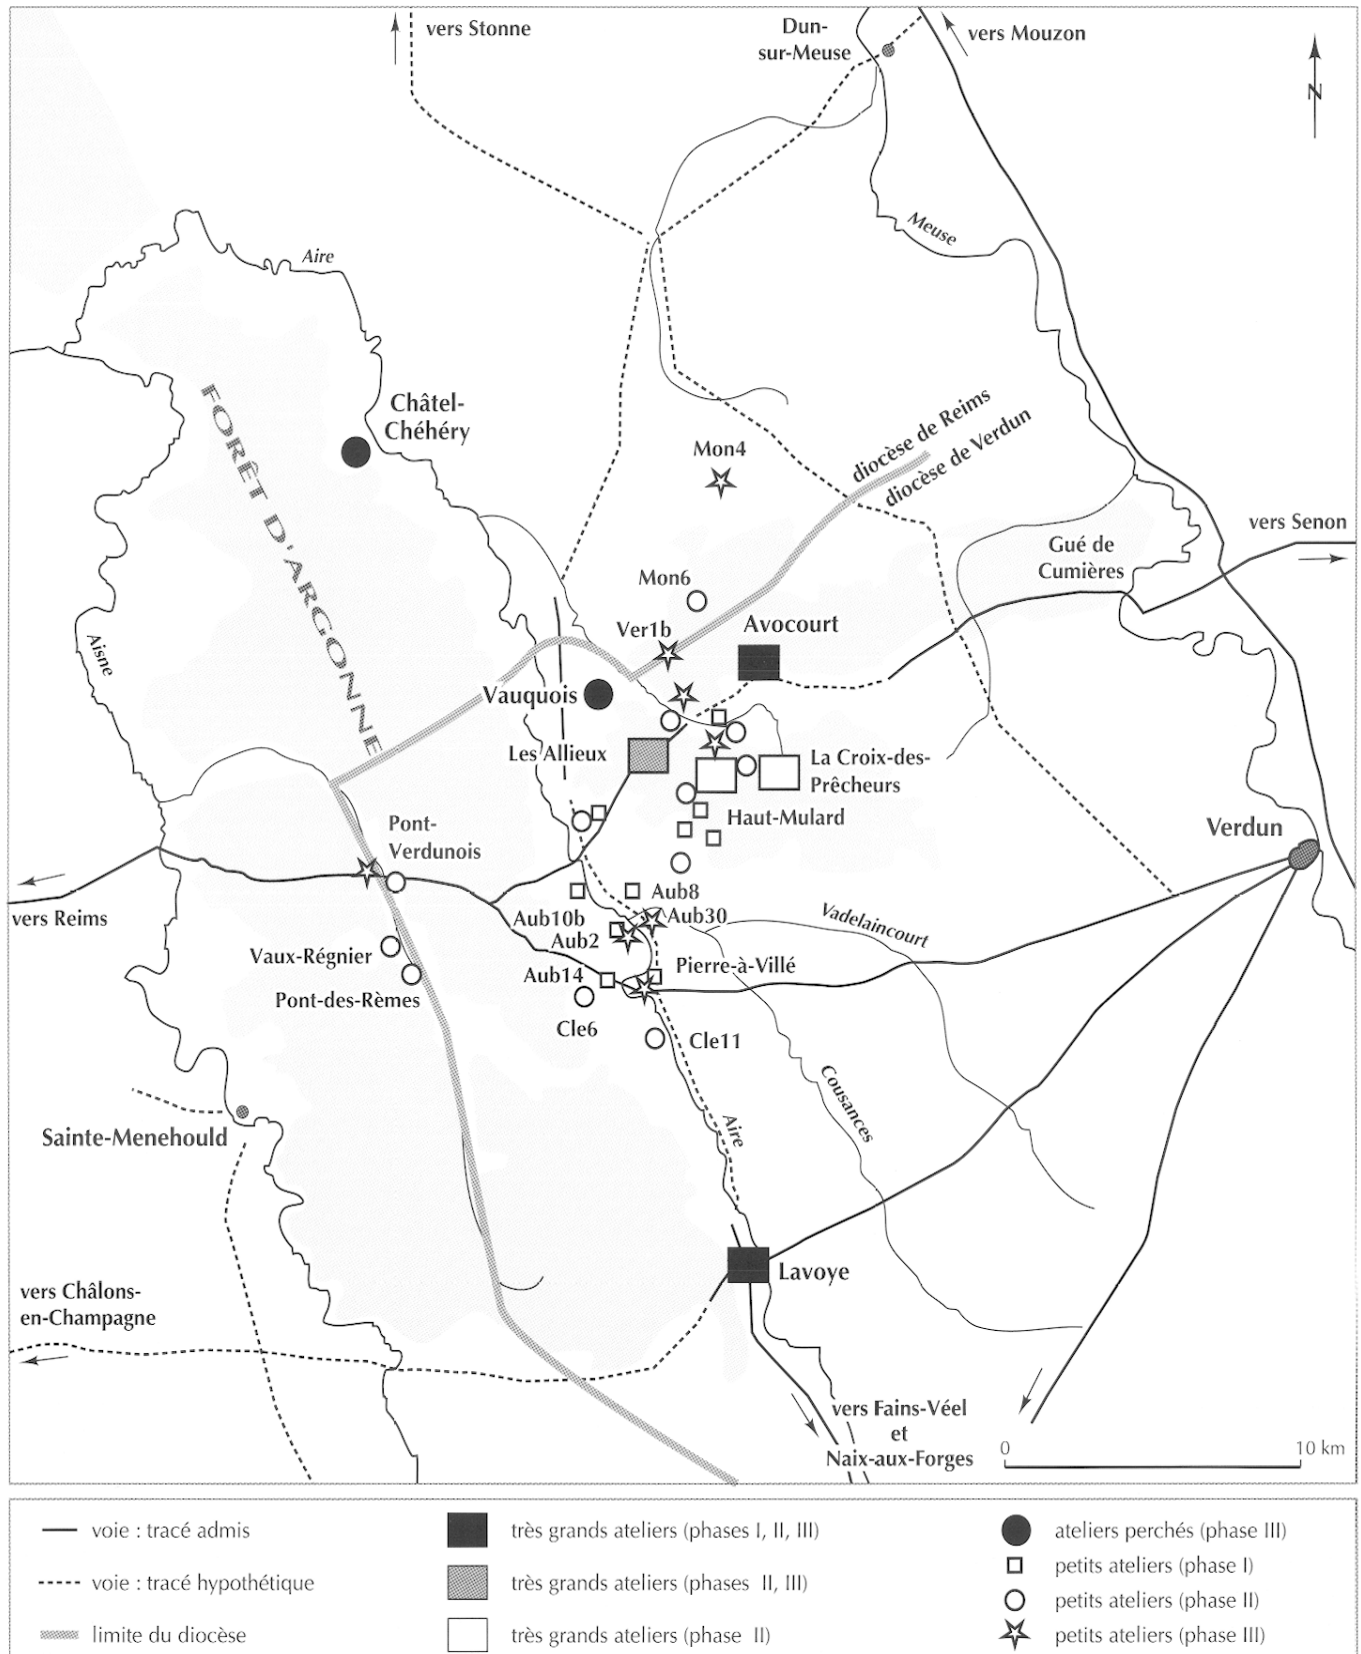 vers Stonne
Dun-
sur-Meuse
vers Mouzon
N
Meuse
Aire
FORÊT D'ARGONNE
Châtel-
Chéhéry
Mon4
diocèse de Reims
diocèse de Verdun
vers Senon
Gué de
Cumières
Mon6
Ver1b
Avocourt
Aisne
Vauquois
Les Allieux
La Croix-des-
Prêcheurs
Haut-Mulard
Verdun
Pont-
Verdunois
vers Reims
Aub8
Aub10b
Aub30
Aub2
Vadelaincourt
Vaux-Régnier
Aub14
Pierre-à-Villé
Pont-des-Rèmes
Cle6
Cle11
Cousances
Aire
Sainte-Menehould
Lavoye
vers Châlons-
en-Champagne
vers Fains-Véel
et
Naix-aux-Forges
0 10 km
voie : tracé admis
voie : tracé hypothétique
limite du diocèse
très grands ateliers (phases I, II, III)
très grands ateliers (phases II, III)
très grands ateliers (phase II)
ateliers perchés (phase III)
petits ateliers (phase I)
petits ateliers (phase II)
petits ateliers (phase III)